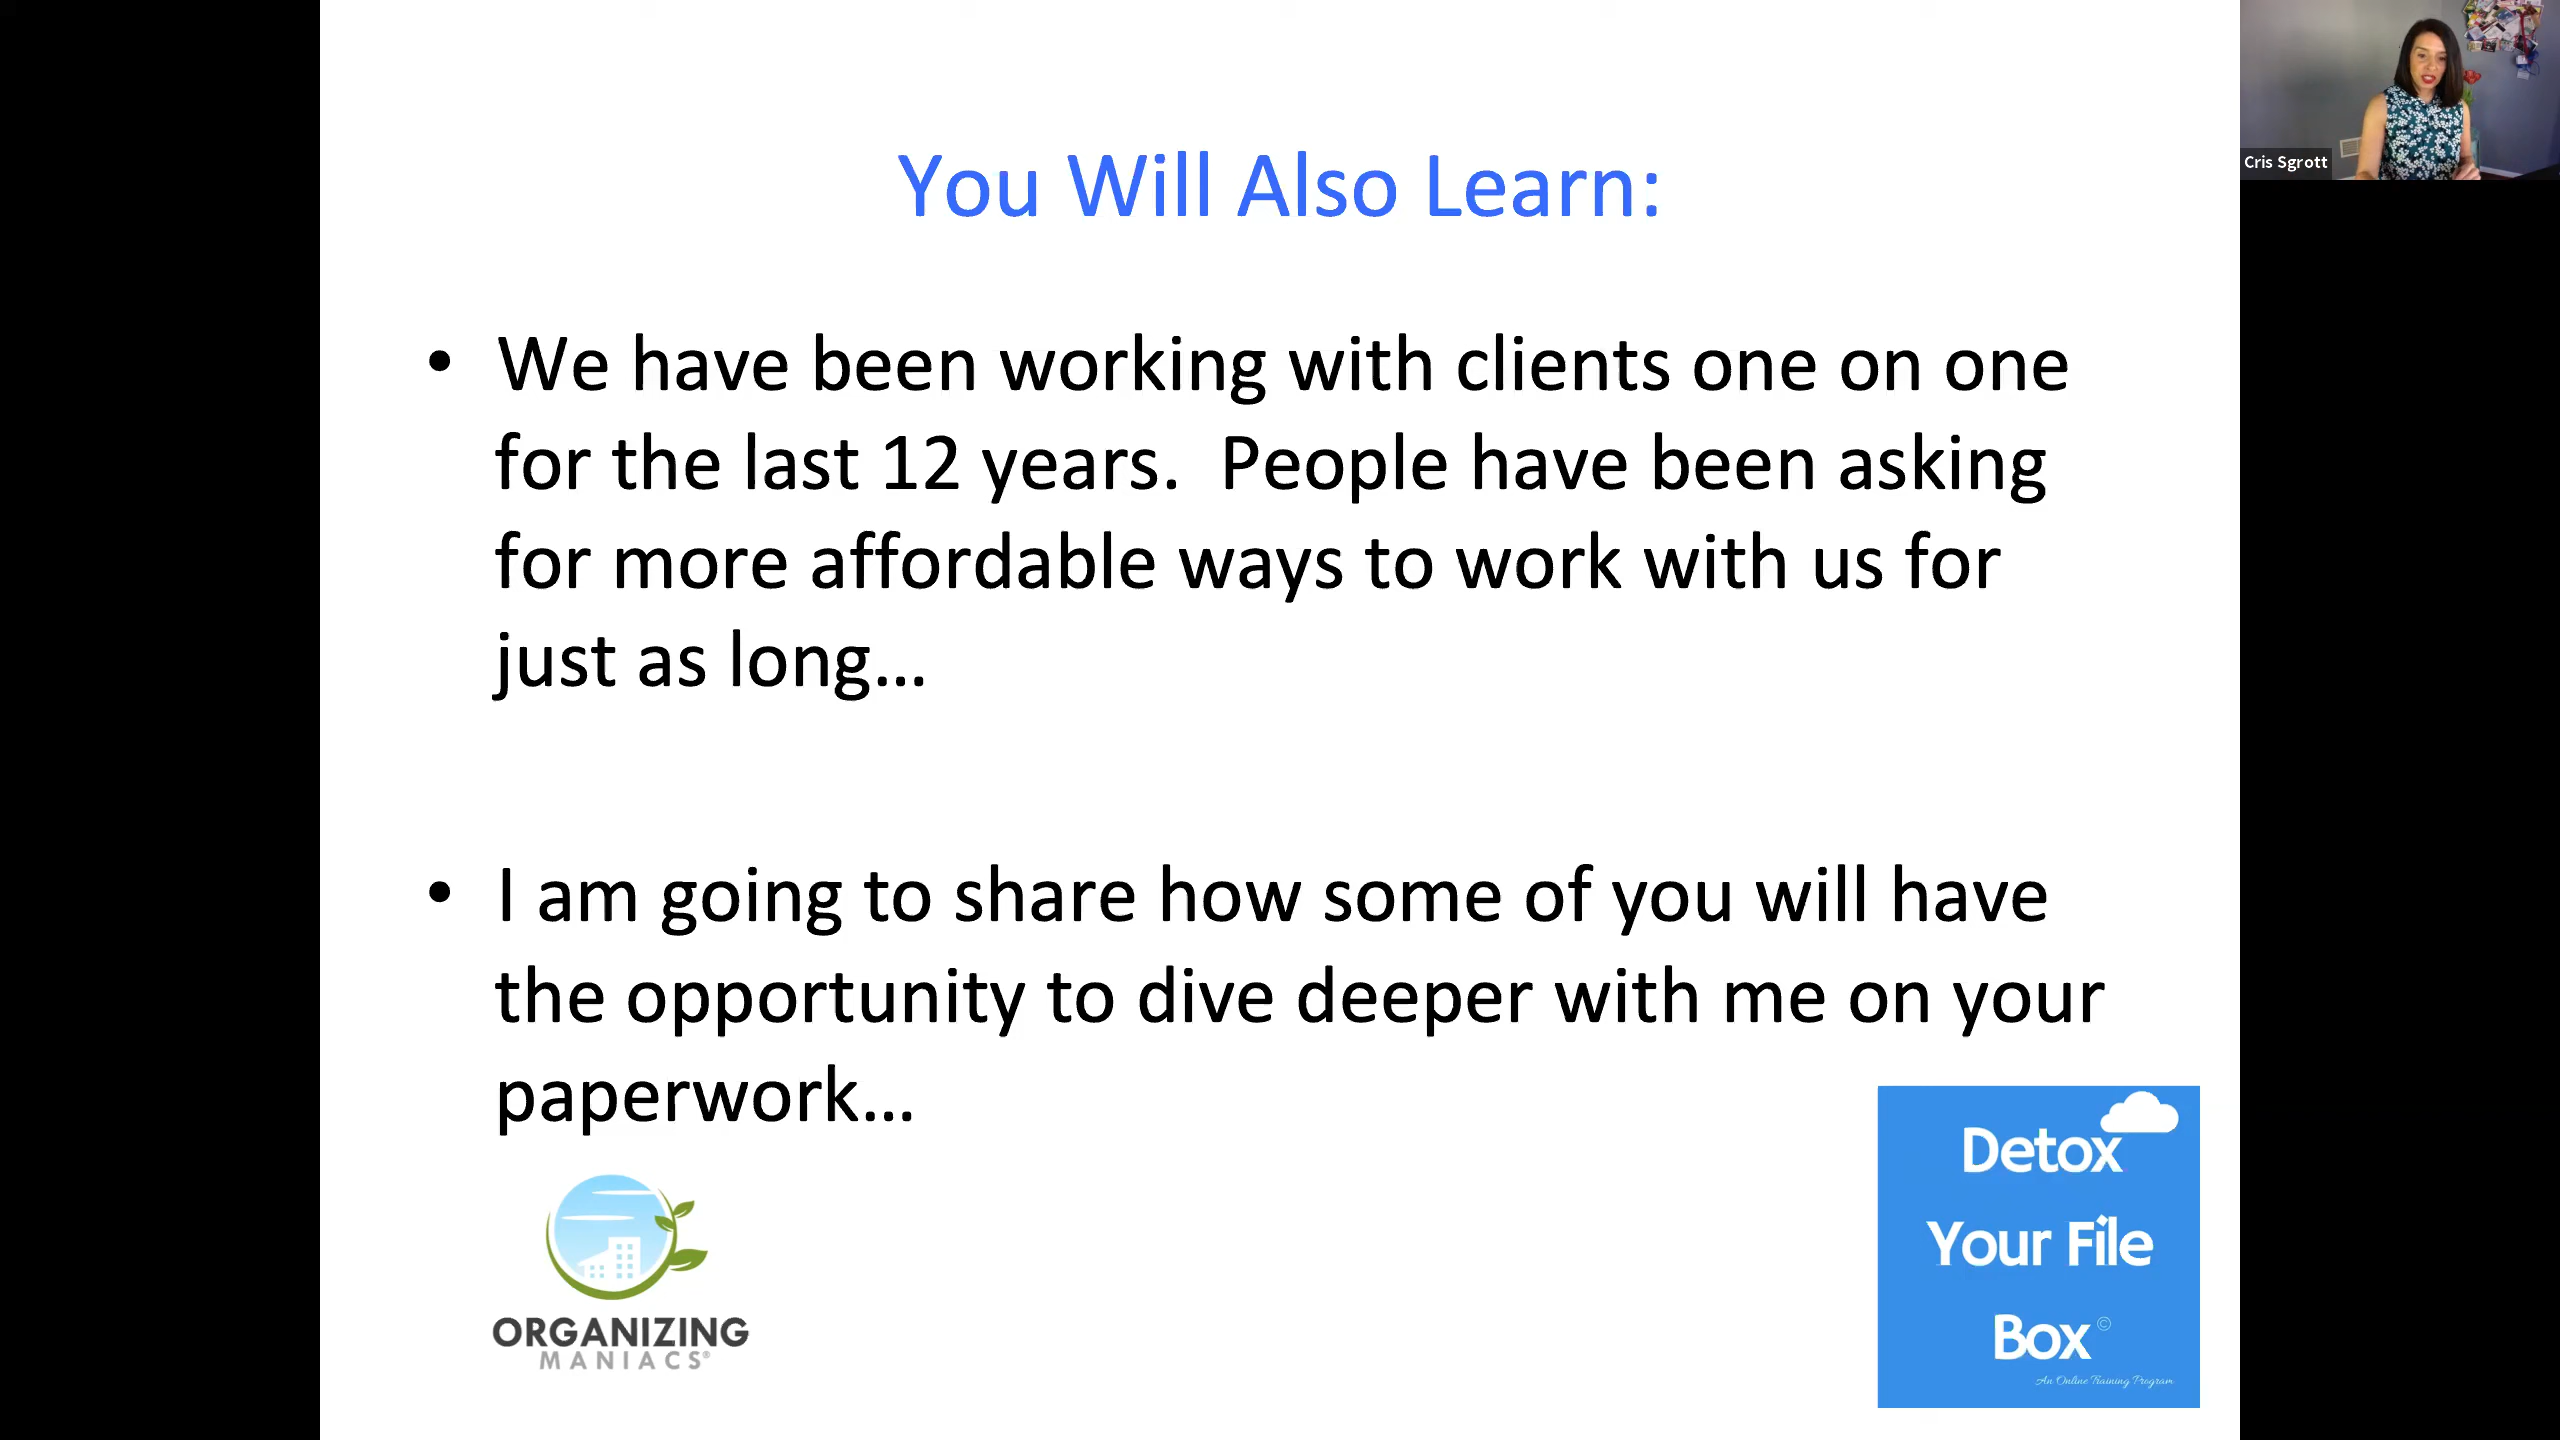 You Will Also Learn:
• We have been working with clients one on one
for the last 12 years.  People have been asking
for more affordable ways to work with us for
just as long...
• I am going to share how some of you will have
the opportunity to dive deeper with me on your
paperwork...
ORGANIZING
MANIACS®
Detox
Your File
Box©
An Online Training Program
Cris Sgrott